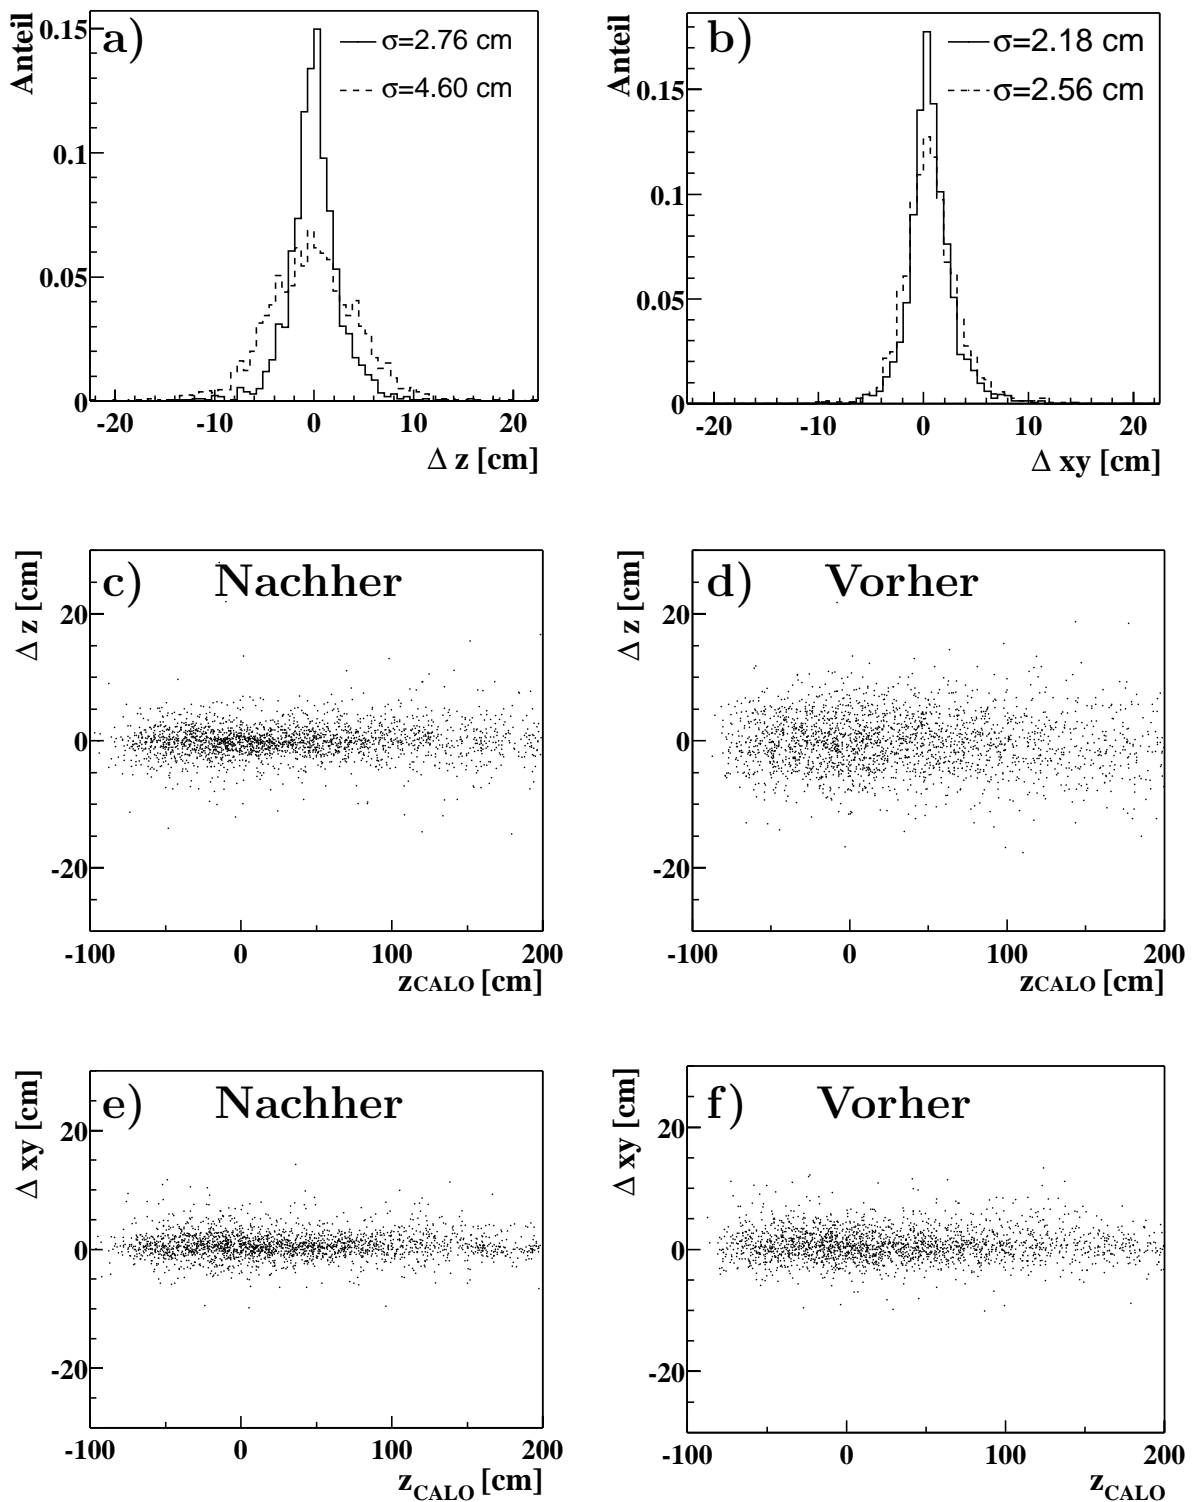 Anteil
a)
σ=2.76 cm
σ=4.60 cm
0.15
0.1
0.05
0
-20
-10
0
10
20
Δ z [cm]
Anteil
b)
σ=2.18 cm
σ=2.56 cm
0.15
0.1
0.05
0
-20
-10
0
10
20
Δ xy [cm]
Δ z [cm]
c)
Nachher
20
0
-20
-100
0
100
200
zCALO [cm]
Δ z [cm]
d)
Vorher
20
0
-20
-100
0
100
200
zCALO [cm]
Δ xy [cm]
e)
Nachher
20
0
-20
-100
0
100
200
zCALO [cm]
Δ xy [cm]
f)
Vorher
20
0
-20
-100
0
100
200
zCALO